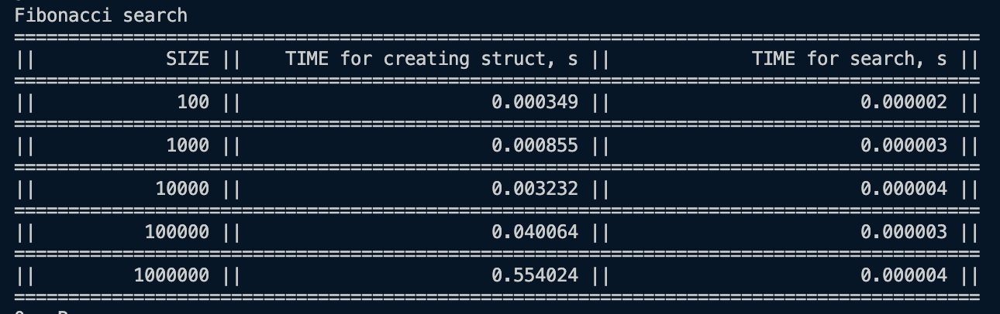 Fibonacci search
=========================================================================================
||            SIZE ||    TIME for creating struct, s ||             TIME for search, s ||
=========================================================================================
||             100 ||                       0.000349 ||                       0.000002 ||
=========================================================================================
||            1000 ||                       0.000855 ||                       0.000003 ||
=========================================================================================
||           10000 ||                       0.003232 ||                       0.000004 ||
=========================================================================================
||          100000 ||                       0.040064 ||                       0.000003 ||
=========================================================================================
||         1000000 ||                       0.554024 ||                       0.000004 ||
=========================================================================================